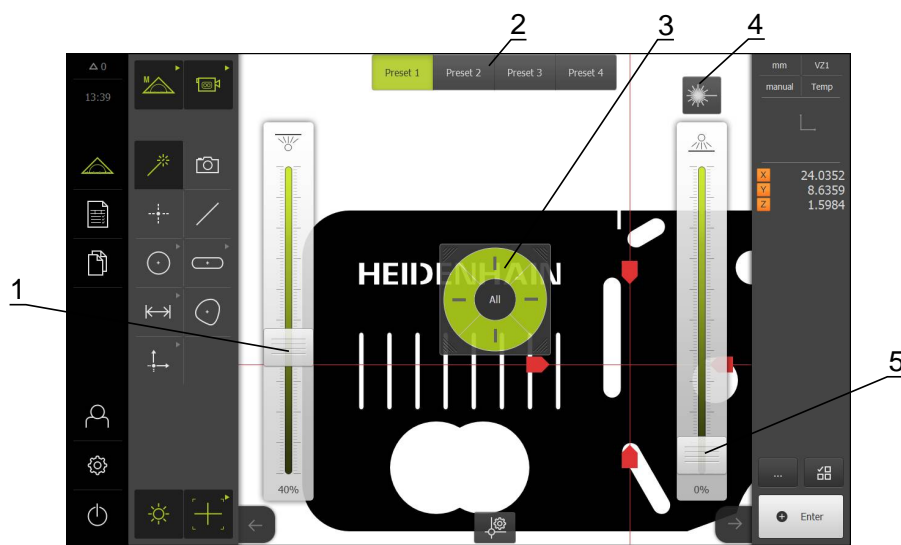 2 3 4
0 Preset 1 Preset 2 Preset 3 Preset 4 mm VZ1
13:39 manual Temp
M
X 24.0352
Y 8.6359
Z 1.5984
HEIDENHAIN
1 All
5
40% 0%
...
Enter